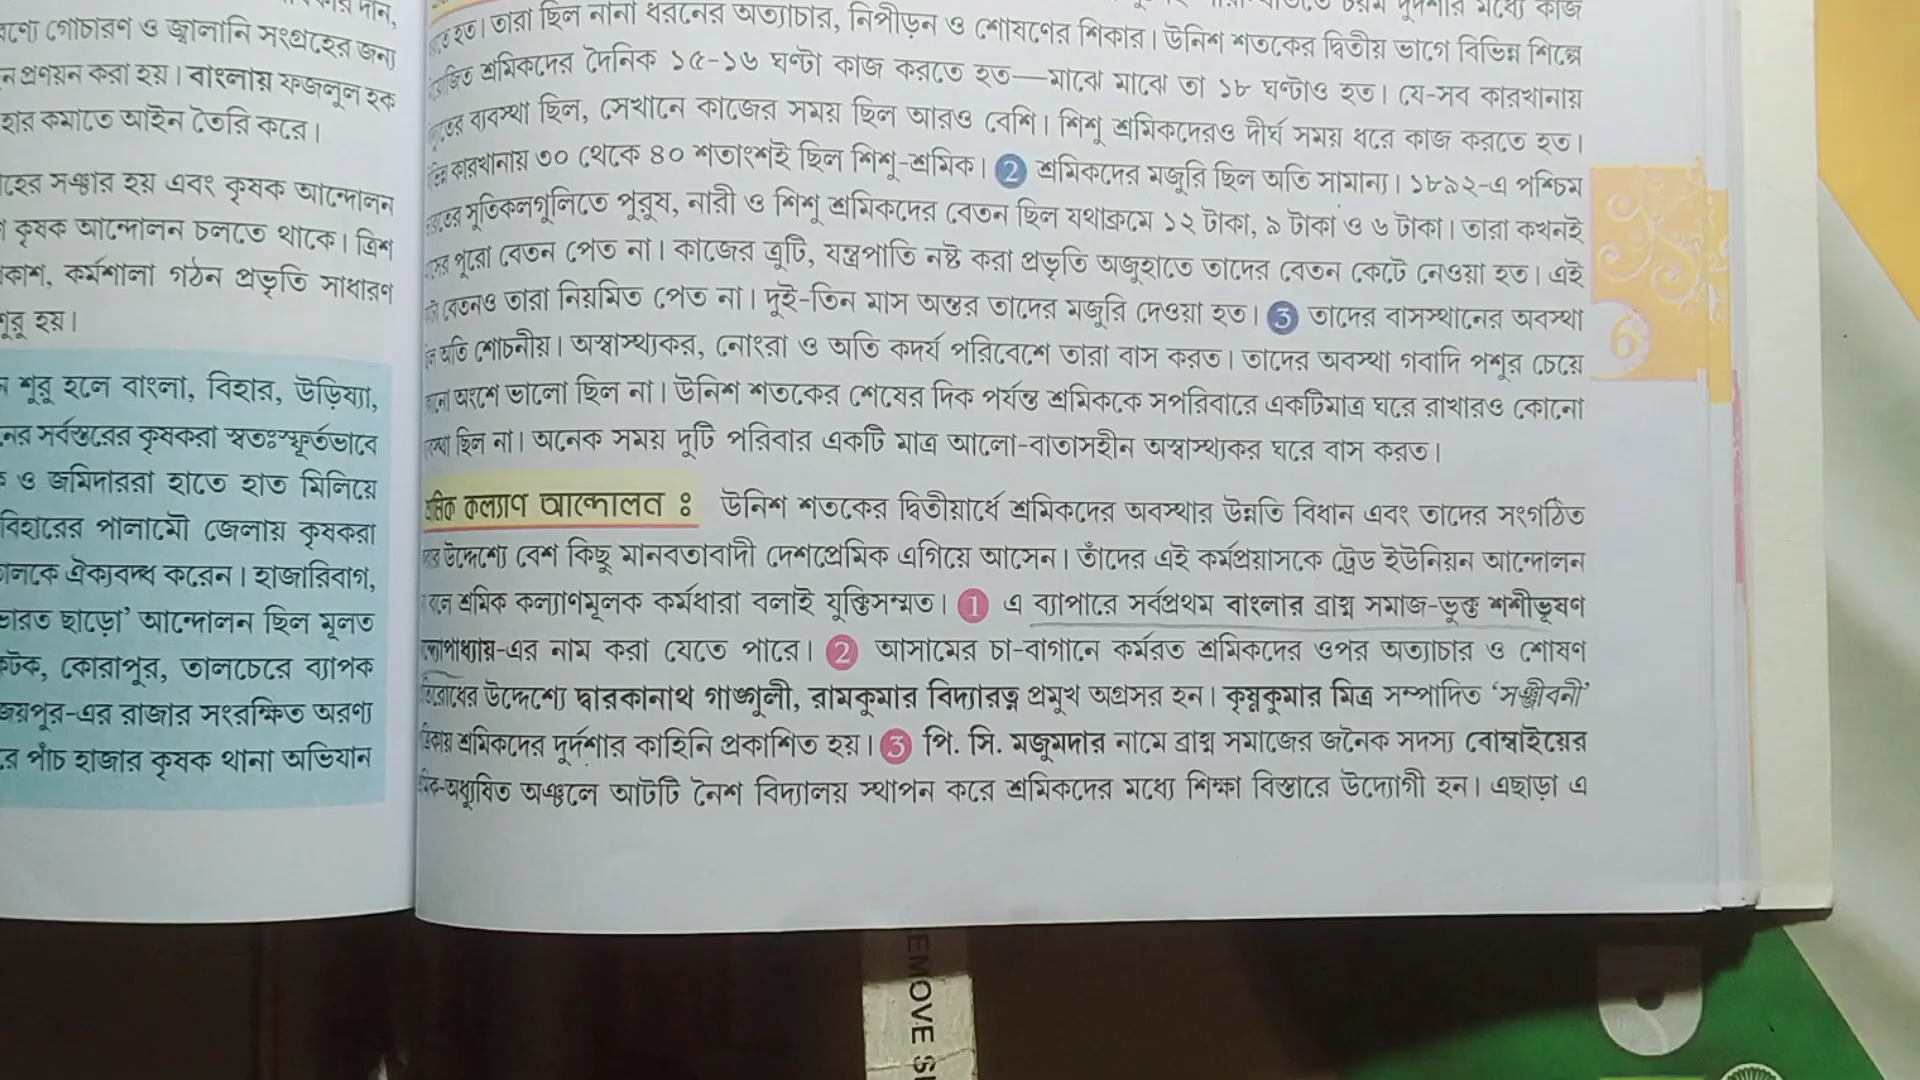 গোচারণ ও জ্বালানি সংগ্রহের জন্য
প্রণয়ন করা হয়। বাংলায় ফজলুল হক
হার কমাতে আইন তৈরি করে।
সঞ্চার হয় এবং কৃষক আন্দোলন
কৃষক আন্দোলন চলতে থাকে। ত্রিশ
কর্মশালা গঠন প্রভৃতি সাধারণ
হয়।
শুরু হলে বাংলা, বিহার, উড়িষ্যা,
সর্বস্তরের কৃষকরা স্বতঃস্ফূর্তভাবে
ও জমিদাররা হাতে হাত মিলিয়ে
বিহারের পালামৌ জেলায় কৃষকরা
ঐক্যবদ্ধ করেন। হাজারিবাগ,
ছাড়ো’ আন্দোলন ছিল মূলত
কোরাপুর, তালচেরে ব্যাপক
জয়পুর-এর রাজার সংরক্ষিত অরণ্য
পাঁচ হাজার কৃষক থানা অভিযান
হত। তারা ছিল নানা ধরনের অত্যাচার, নিপীড়ন ও শোষণের শিকার। উনিশ শতকের দ্বিতীয় ভাগে বিভিন্ন শিল্পে
শ্রমিকদের দৈনিক ১৫-১৬ ঘণ্টা কাজ করতে হত—মাঝে মাঝে তা ১৮ ঘণ্টাও হত। যে-সব কারখানায়
ব্যবস্থা ছিল, সেখানে কাজের সময় ছিল আরও বেশি। শিশু শ্রমিকদেরও দীর্ঘ সময় ধরে কাজ করতে হত।
কারখানায় ৩০ থেকে ৪০ শতাংশই ছিল শিশু-শ্রমিক। 2 শ্রমিকদের মজুরি ছিল অতি সামান্য। ১৮৯২-এ পশ্চিম
সুতিকলগুলিতে পুরুষ, নারী ও শিশু শ্রমিকদের বেতন ছিল যথাক্রমে ১২ টাকা, ৯ টাকা ও ৬ টাকা। তারা কখনই
পুরো বেতন পেত না। কাজের ত্রুটি, যন্ত্রপাতি নষ্ট করা প্রভৃতি অজুহাতে তাদের বেতন কেটে নেওয়া হত। এই
বেতনও তারা নিয়মিত পেত না। দুই-তিন মাস অন্তর তাদের মজুরি দেওয়া হত। 3 তাদের বাসস্থানের অবস্থা
অতি শোচনীয়। অস্বাস্থ্যকর, নোংরা ও অতি কদর্য পরিবেশে তারা বাস করত। তাদের অবস্থা গবাদি পশুর চেয়ে
অংশে ভালো ছিল না। উনিশ শতকের শেষের দিক পর্যন্ত শ্রমিককে সপরিবারে একটিমাত্র ঘরে রাখারও কোনো
ছিল না। অনেক সময় দুটি পরিবার একটি মাত্র আলো-বাতাসহীন অস্বাস্থ্যকর ঘরে বাস করত।
কল্যাণ আন্দোলন : উনিশ শতকের দ্বিতীয়ার্ধে শ্রমিকদের অবস্থার উন্নতি বিধান এবং তাদের সংগঠিত
উদ্দেশ্যে বেশ কিছু মানবতাবাদী দেশপ্রেমিক এগিয়ে আসেন। তাঁদের এই কর্মপ্রয়াসকে ট্রেড ইউনিয়ন আন্দোলন
শ্রমিক কল্যাণমূলক কর্মধারা বলাই যুক্তিসম্মত। 1 এ ব্যাপারে সর্বপ্রথম বাংলার ব্রাহ্ম সমাজ-ভুক্ত শশীভূষণ
এর নাম করা যেতে পারে। 2 আসামের চা-বাগানে কর্মরত শ্রমিকদের ওপর অত্যাচার ও শোষণ
উদ্দেশ্যে দ্বারকানাথ গাঙ্গুলী, রামকুমার বিদ্যারত্ন প্রমুখ অগ্রসর হন। কৃষ্ণকুমার মিত্র সম্পাদিত ‘সঞ্জীবনী’
শ্রমিকদের দুর্দশার কাহিনি প্রকাশিত হয়। 3 পি. সি. মজুমদার নামে ব্রাহ্ম সমাজের জনৈক সদস্য বোম্বাইয়ের
অধ্যুষিত অঞ্চলে আটটি নৈশ বিদ্যালয় স্থাপন করে শ্রমিকদের মধ্যে শিক্ষা বিস্তারে উদ্যোগী হন। এছাড়া এ
6
EMOVE S